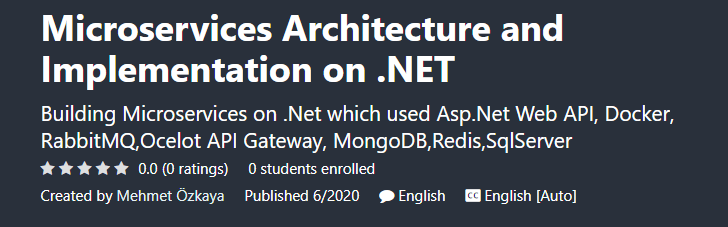 Microservices Architecture and
Implementation on .NET
Building Microservices on .Net which used Asp.Net Web API, Docker,
RabbitMQ,Ocelot API Gateway, MongoDB,Redis,SqlServer
0.0 (0 ratings) 0 students enrolled
Created by Mehmet Özkaya Published 6/2020 English CC English [Auto]